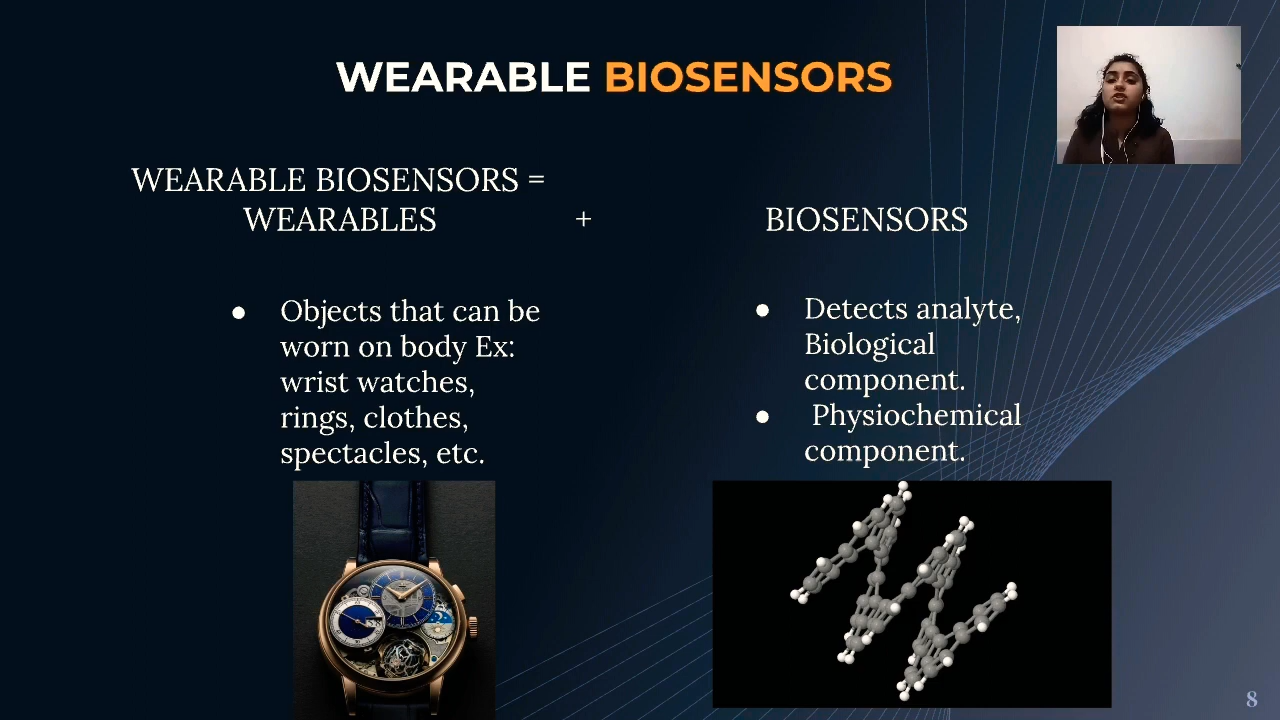 WEARABLE BIOSENSORS
WEARABLE BIOSENSORS =
WEARABLES + BIOSENSORS
● Objects that can be
worn on body Ex:
wrist watches,
rings, clothes,
spectacles, etc.
● Detects analyte,
Biological
component.
● Physiochemical
component.
8